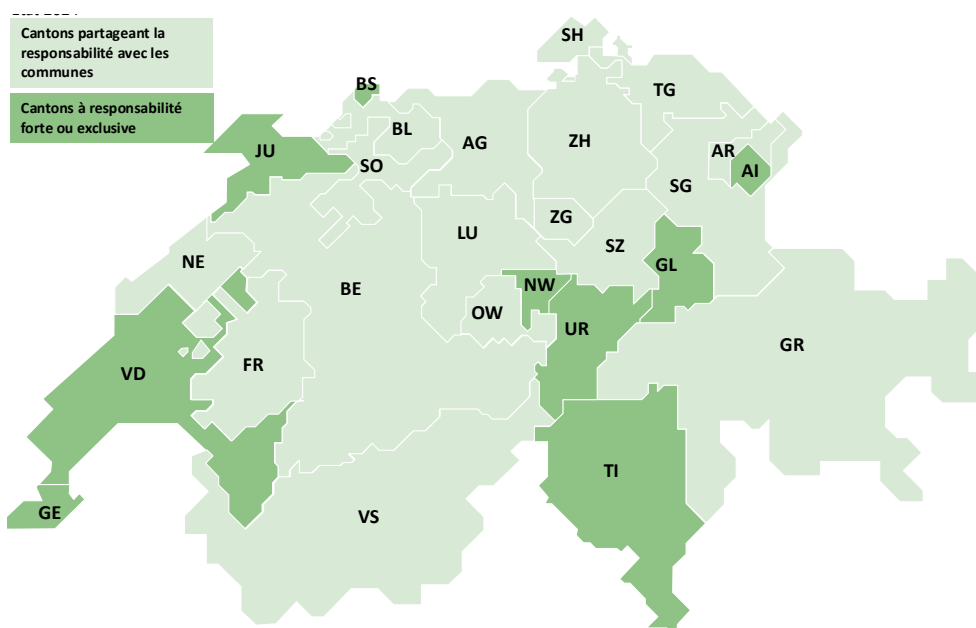 Cantons partageant la
responsabilité avec les
communes
Cantons à responsabilité
forte ou exclusive
SH
BS
TG
BL
AG
ZH
JU
SO
AR
AI
SG
ZG
LU
SZ
NE
GL
BE
NW
OW
UR
GR
FR
VD
TI
GE
VS